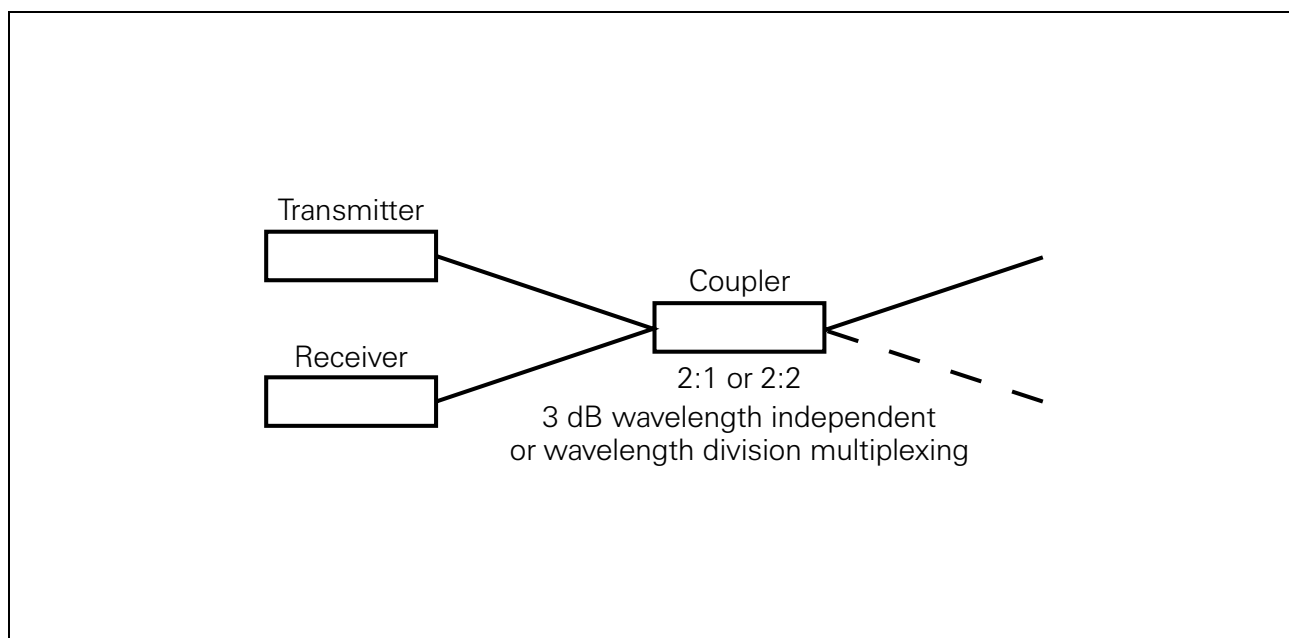 Transmitter
Coupler
Receiver
2:1 or 2:2
3 dB wavelength independent
or wavelength division multiplexing